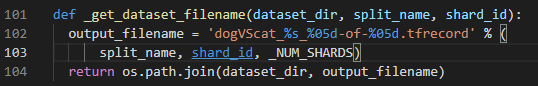 101 def _get_dataset_filename(dataset_dir, split_name, shard_id):
102   output_filename = 'dogVScat_%s_%05d-of-%05d.tfrecord' % (
103       split_name, shard_id, _NUM_SHARDS)
104   return os.path.join(dataset_dir, output_filename)